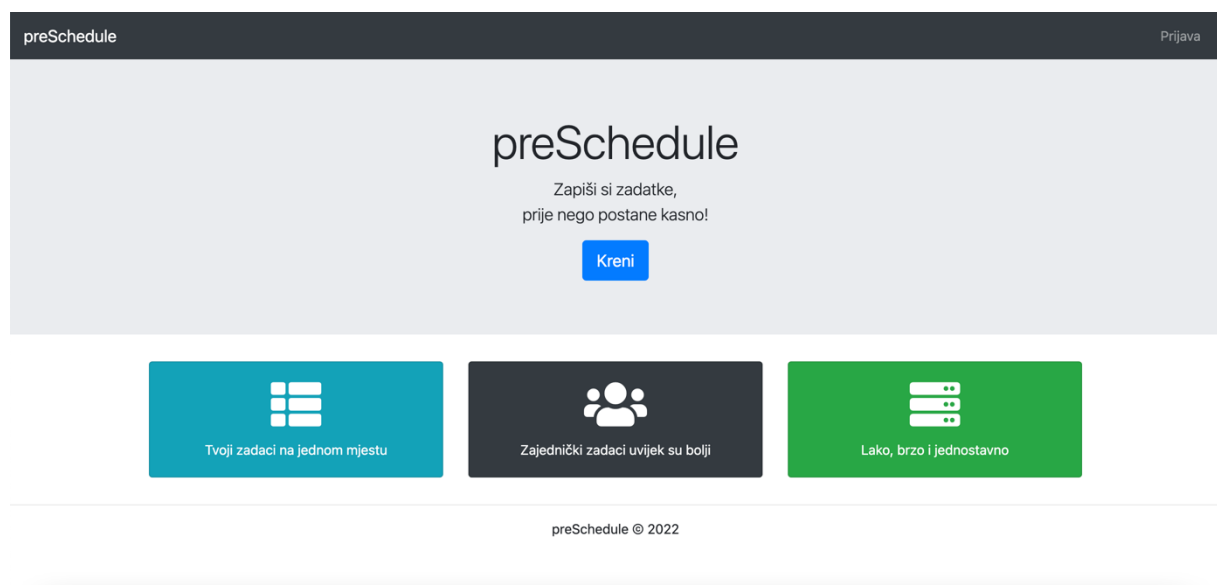 preSchedule
Prijava
preSchedule
Zapiši si zadatke,
prije nego postane kasno!
Kreni
Tvoji zadaci na jednom mjestu
Zajednički zadaci uvijek su bolji
Lako, brzo i jednostavno
preSchedule © 2022